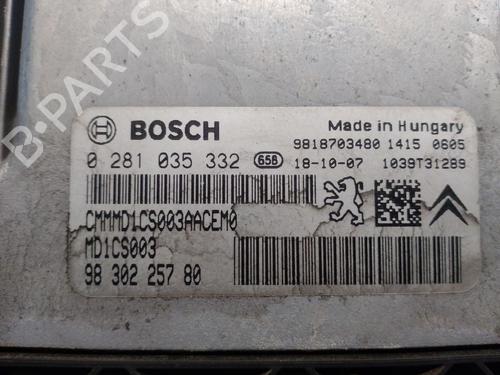 B-PARTS
BOSCH
Made in Hungary
9818703480 1415 0605
0 281 035 332 658 18-10-07 1039T31289
CMMMD1CS003AACEM0
MD1CS003
98 302 257 80